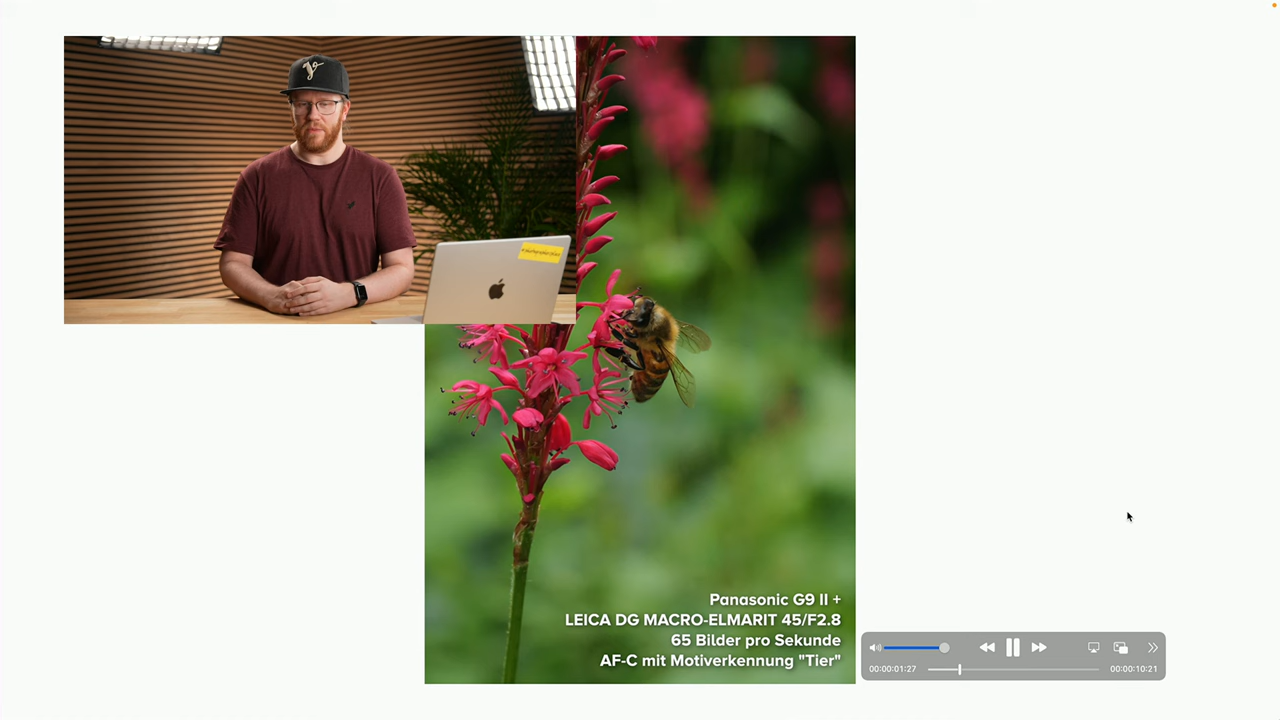 Panasonic G9 II +
LEICA DG MACRO-ELMARIT 45/F2.8
65 Bilder pro Sekunde
AF-C mit Motiverkennung "Tier"
00:00:01:27
00:00:10:21